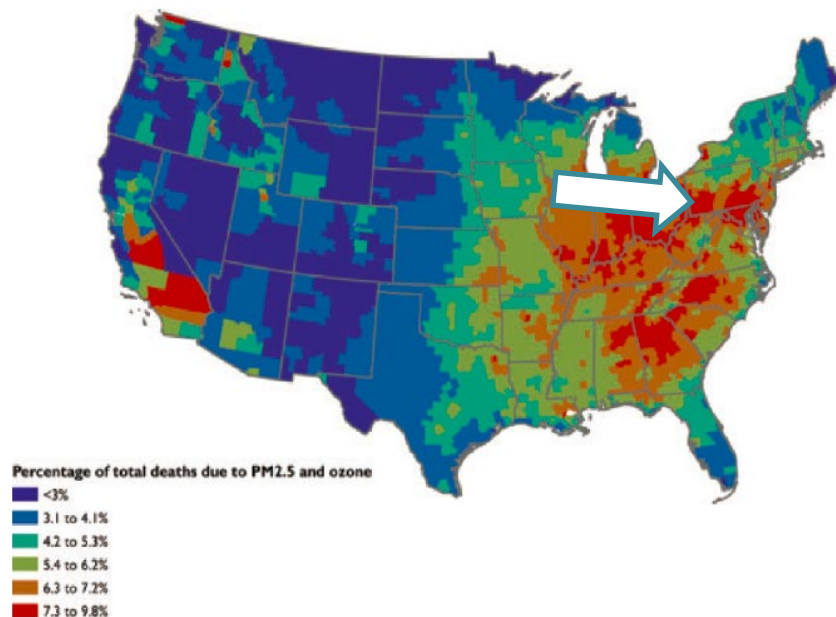 Percentage of total deaths due to PM2.5 and ozone
<3%
3.1 to 4.1%
4.2 to 5.3%
5.4 to 6.2%
6.3 to 7.2%
7.3 to 9.8%